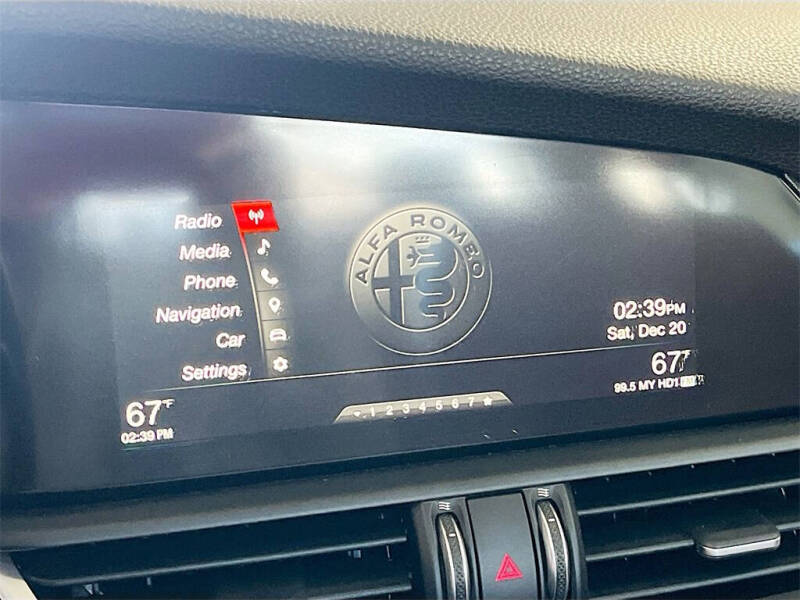 Radio
Media
Phone
Navigation
Car
Settings
ALFA ROMEO
02:39PM
Sat, Dec 20
67°F
99.5 MY HD1
67°F
02:39 PM
1 2 3 4 5 6 7